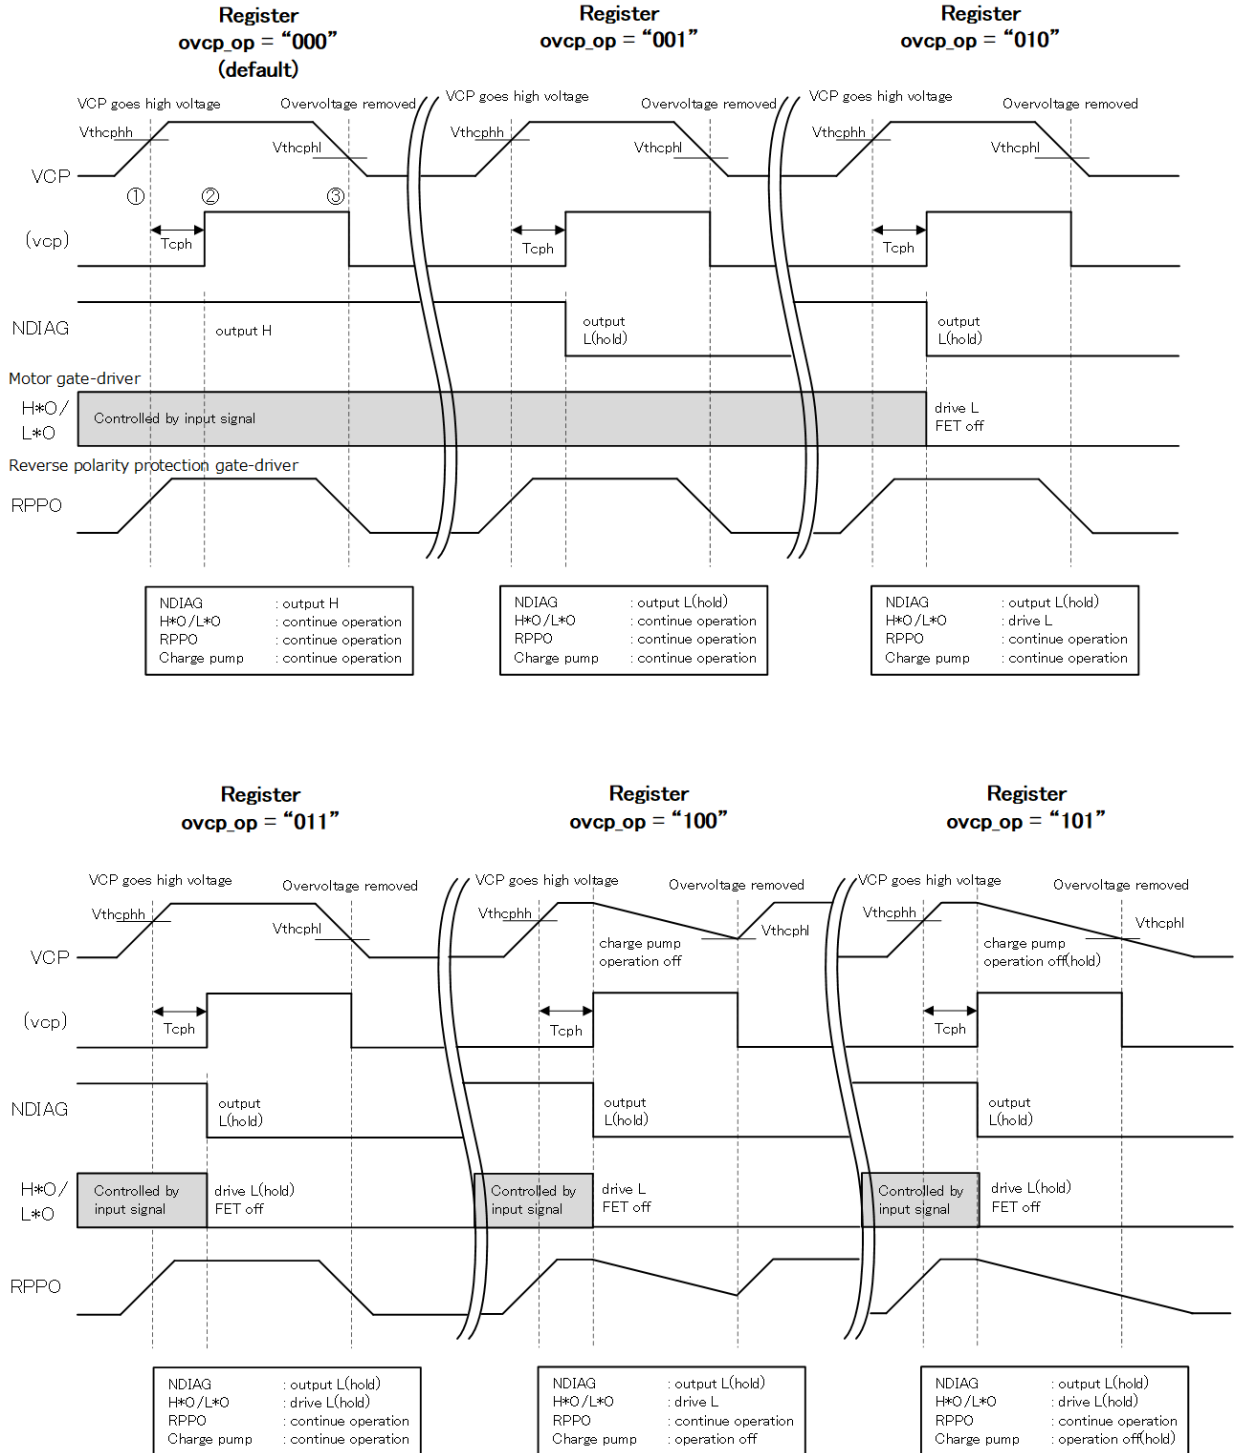 Register
ovcp_op = “000”
(default)
Register
ovcp_op = “001”
Register
ovcp_op = “010”
VCP goes high voltage
Overvoltage removed
VCP goes high voltage
Overvoltage removed
VCP goes high voltage
Overvoltage removed
Vthcphh
Vthcphl
Vthcphh
Vthcphl
Vthcphh
Vthcphl
VCP
① ② ③
(vcp)
Tcph
Tcph
Tcph
NDIAG
output H
output
L(hold)
output
L(hold)
Motor gate-driver
H*O/
L*O
Controlled by input signal
drive L
FET off
Reverse polarity protection gate-driver
RPPO
NDIAG : output H
H*O/L*O : continue operation
RPPO : continue operation
Charge pump : continue operation
NDIAG : output L(hold)
H*O/L*O : continue operation
RPPO : continue operation
Charge pump : continue operation
NDIAG : output L(hold)
H*O/L*O : drive L
RPPO : continue operation
Charge pump : continue operation
Register
ovcp_op = “011”
Register
ovcp_op = “100”
Register
ovcp_op = “101”
VCP goes high voltage
Overvoltage removed
VCP goes high voltage
Overvoltage removed
VCP goes high voltage
Overvoltage removed
Vthcphh
Vthcphl
Vthcphh
Vthcphl
Vthcphh
Vthcphl
VCP
charge pump
operation off
charge pump
operation off(hold)
(vcp)
Tcph
Tcph
Tcph
NDIAG
output
L(hold)
output
L(hold)
output
L(hold)
H*O/
L*O
Controlled by
input signal
drive L(hold)
FET off
Controlled by
input signal
drive L
FET off
Controlled by
input signal
drive L(hold)
FET off
RPPO
NDIAG : output L(hold)
H*O/L*O : drive L(hold)
RPPO : continue operation
Charge pump : continue operation
NDIAG : output L(hold)
H*O/L*O : drive L
RPPO : continue operation
Charge pump : operation off
NDIAG : output L(hold)
H*O/L*O : drive L(hold)
RPPO : continue operation
Charge pump : operation off(hold)